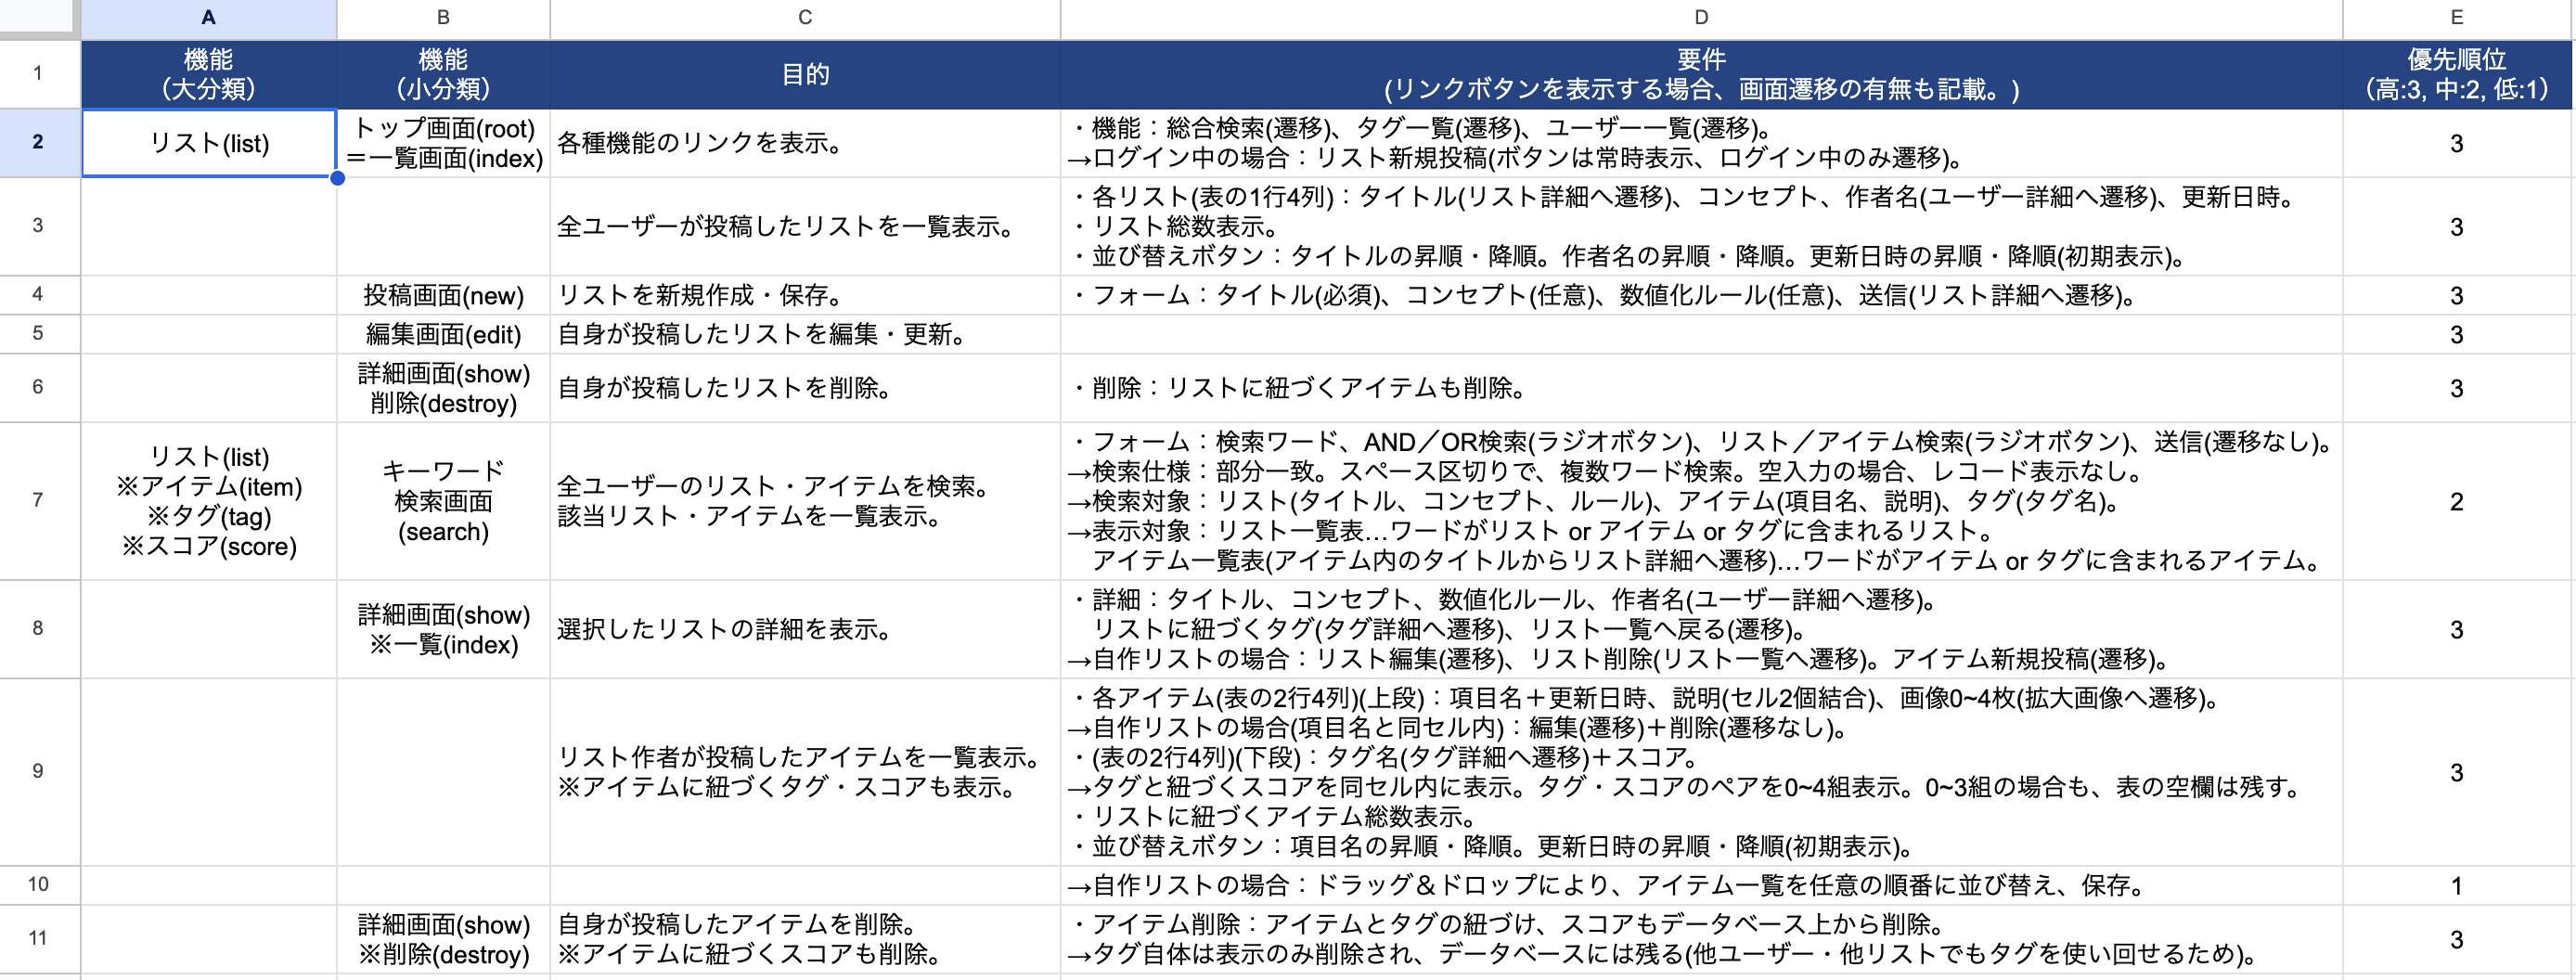 A B C D E
1 機能 機能 目的 要件 優先順位
(大分類) (小分類) (リンクボタンを表示する場合、画面遷移の有無も記載。) (高:3, 中:2, 低:1)
2 リスト(list) トップ画面(root) 各種機能のリンクを表示。 ・機能：総合検索(遷移)、タグ一覧(遷移)、ユーザー一覧(遷移)。 3
＝一覧画面(index) →ログイン中の場合：リスト新規投稿(ボタンは常時表示、ログイン中のみ遷移)。
3 全ユーザーが投稿したリストを一覧表示。 ・各リスト(表の1行4列)：タイトル(リスト詳細へ遷移)、コンセプト、作者名(ユーザー詳細へ遷移)、更新日時。 3
・リスト総数表示。
・並び替えボタン：タイトルの昇順・降順。作者名の昇順・降順。更新日時の昇順・降順(初期表示)。
4 投稿画面(new) リストを新規作成・保存。 ・フォーム：タイトル(必須)、コンセプト(任意)、数値化ルール(任意)、送信(リスト詳細へ遷移)。 3
5 編集画面(edit) 自身が投稿したリストを編集・更新。 3
6 詳細画面(show) 自身が投稿したリストを削除。 ・削除：リストに紐づくアイテムも削除。 3
削除(destroy)
7 リスト(list)
※アイテム(item)
※タグ(tag)
※スコア(score)
キーワード
検索画面
(search)
全ユーザーのリスト・アイテムを検索。
該当リスト・アイテムを一覧表示。
・フォーム：検索ワード、AND／OR検索(ラジオボタン)、リスト／アイテム検索(ラジオボタン)、送信(遷移なし)。
→検索仕様：部分一致。スペース区切りで、複数ワード検索。空入力の場合、レコード表示なし。
→検索対象：リスト(タイトル、コンセプト、ルール)、アイテム(項目名、説明)、タグ(タグ名)。
→表示対象：リスト一覧表…ワードがリスト or アイテム or タグに含まれるリスト。
アイテム一覧表(アイテム内のタイトルからリスト詳細へ遷移)…ワードがアイテム or タグに含まれるアイテム。
2
8 詳細画面(show)
※一覧(index)
選択したリストの詳細を表示。
・詳細：タイトル、コンセプト、数値化ルール、作者名(ユーザー詳細へ遷移)。
リストに紐づくタグ(タグ詳細へ遷移)、リスト一覧へ戻る(遷移)。
→自作リストの場合：リスト編集(遷移)、リスト削除(リスト一覧へ遷移)。アイテム新規投稿(遷移)。
3
9 リスト作者が投稿したアイテムを一覧表示。
※アイテムに紐づくタグ・スコアも表示。
・各アイテム(表の2行4列)(上段)：項目名＋更新日時、説明(セル2個結合)、画像0~4枚(拡大画像へ遷移)。
→自作リストの場合(項目名と同セル内)：編集(遷移)＋削除(遷移なし)。
・(表の2行4列)(下段)：タグ名(タグ詳細へ遷移)＋スコア。
→タグと紐づくスコアを同セル内に表示。タグ・スコアのペアを0~4組表示。0~3組の場合も、表の空欄は残す。
・リストに紐づくアイテム総数表示。
・並び替えボタン：項目名の昇順・降順。更新日時の昇順・降順(初期表示)。
3
10 →自作リストの場合：ドラッグ＆ドロップにより、アイテム一覧を任意の順番に並び替え、保存。 1
11 詳細画面(show)
※削除(destroy)
自身が投稿したアイテムを削除。
※アイテムに紐づくスコアも削除。
・アイテム削除：アイテムとタグの紐づけ、スコアもデータベース上から削除。
→タグ自体は表示のみ削除され、データベースには残る(他ユーザー・他リストでもタグを使い回せるため)。
3